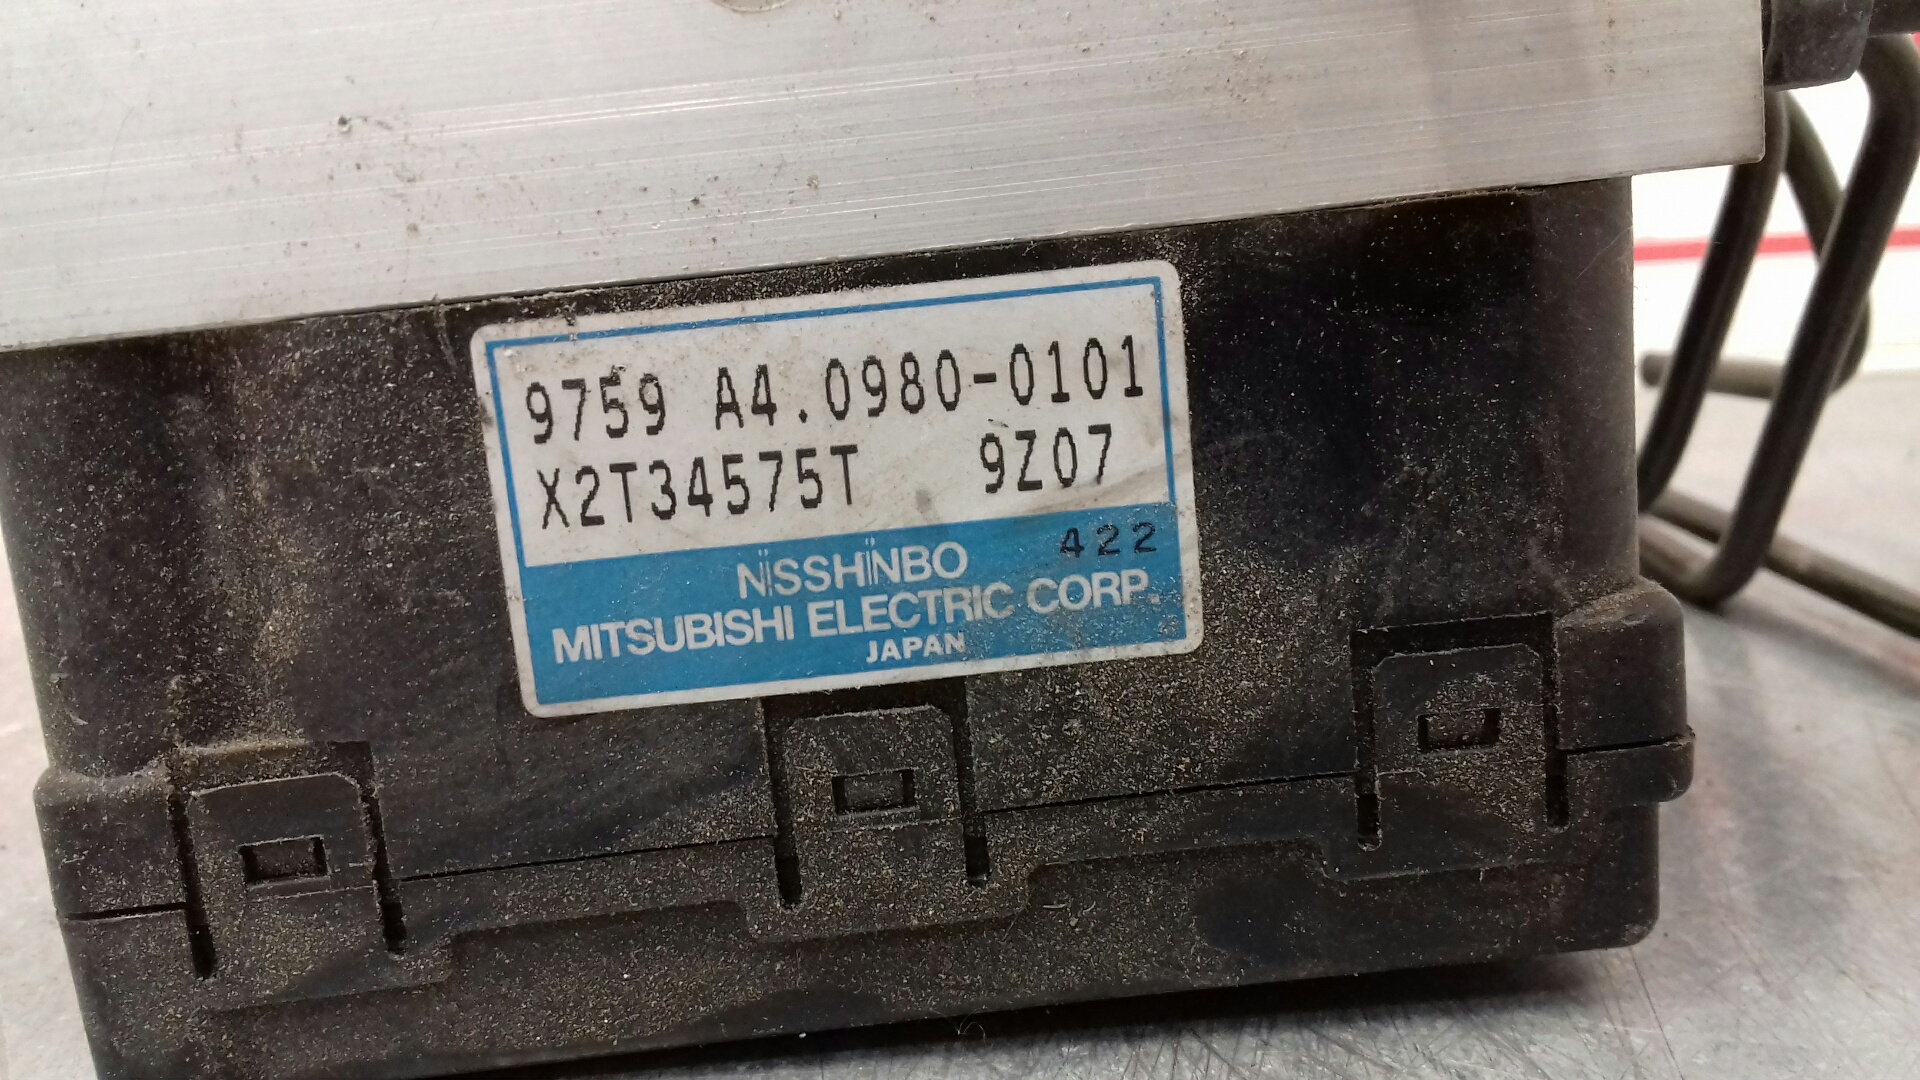 9759 A4.0980-0101
X2T34575T 9Z07
422
NISSHINBO
MITSUBISHI ELECTRIC CORP.
JAPAN